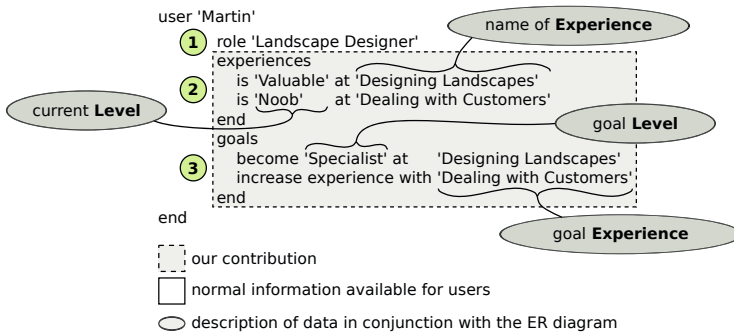 user 'Martin'
name of Experience
1 role 'Landscape Designer'
experiences
2 is 'Valuable' at 'Designing Landscapes'
is 'Noob' at 'Dealing with Customers'
current Level
end
goal Level
goals
3 become 'Specialist' at 'Designing Landscapes'
increase experience with 'Dealing with Customers'
end
end
goal Experience
our contribution
normal information available for users
description of data in conjunction with the ER diagram